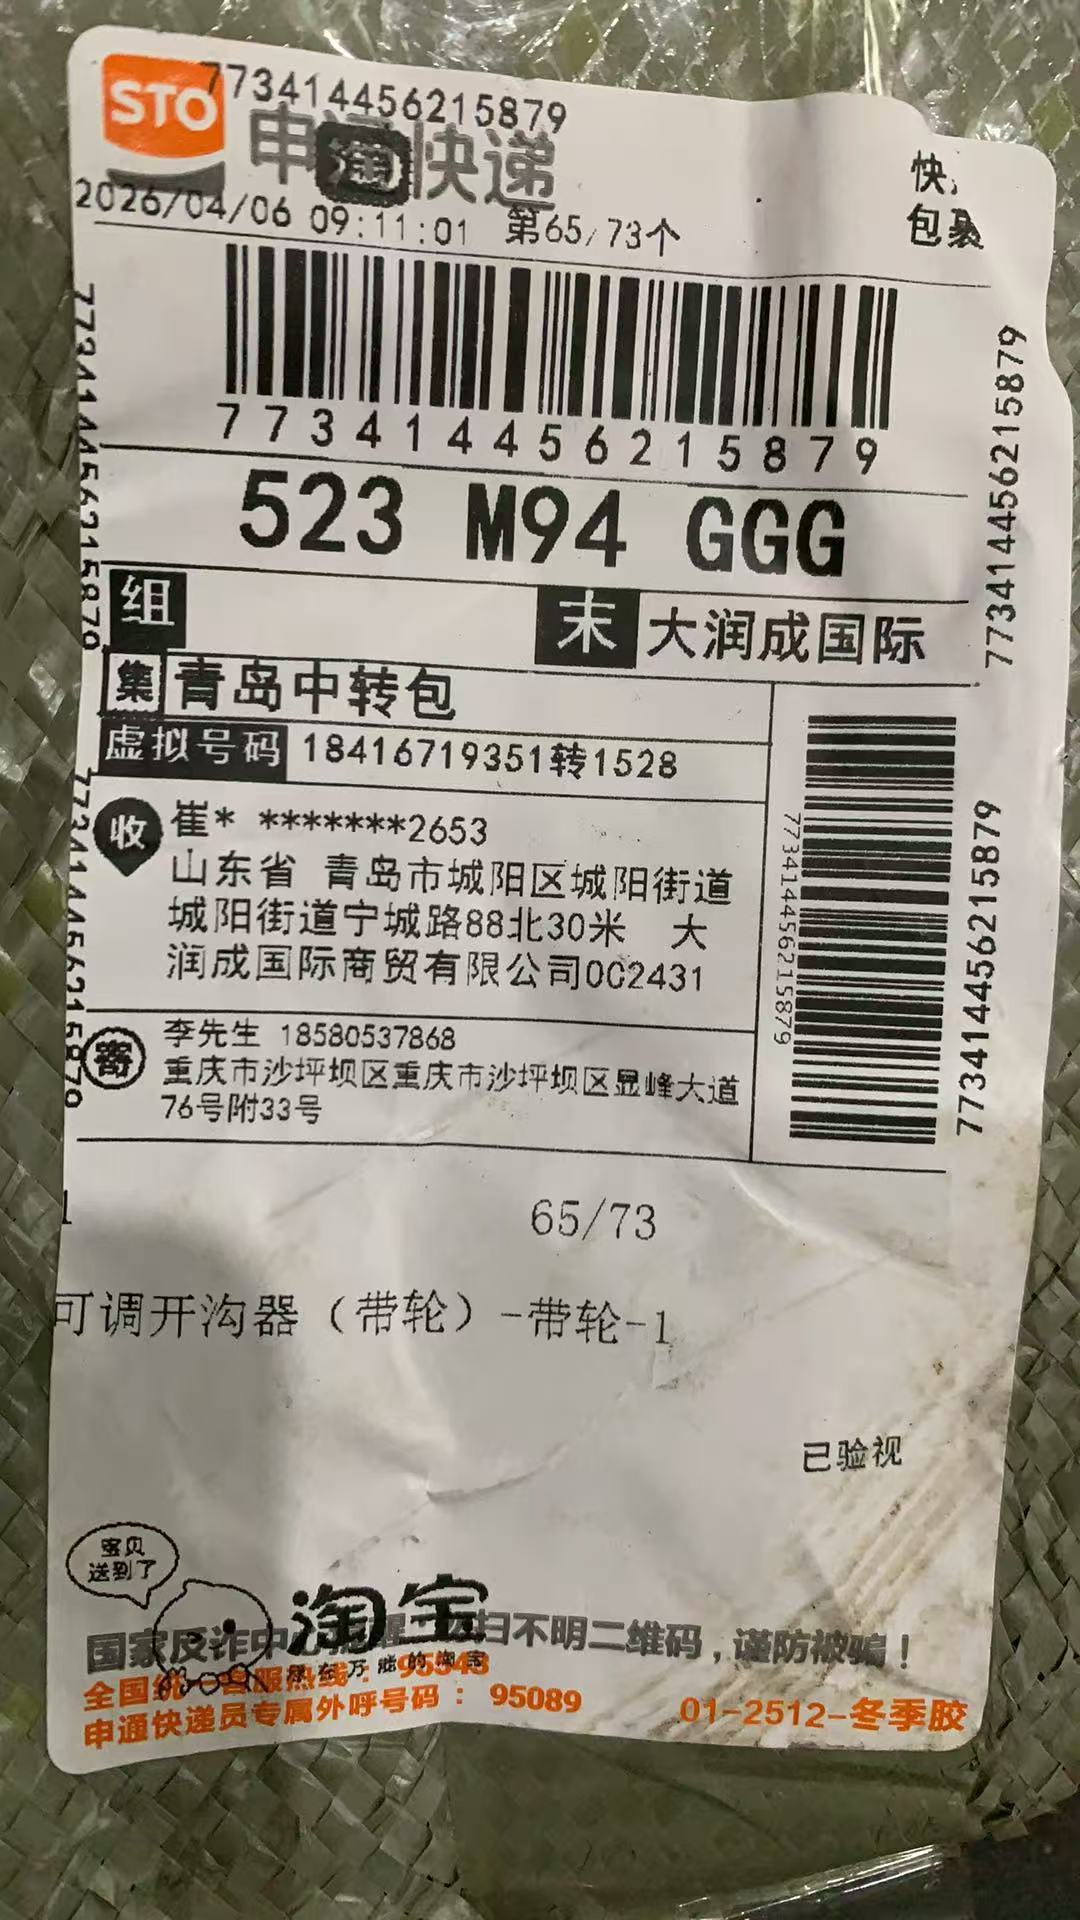 STO
773414456215879
申通快递
2026/04/06 09:11:01 第65/73个
快
包裹
773414456215879
523 M94 GGG
组
末 大润成国际
集 青岛中转包
虚拟号码 18416719351转1528
收 崔* *******2653
山东省 青岛市城阳区城阳街道
城阳街道宁城路88北30米 大
润成国际商贸有限公司0C2431
寄 李先生 18580537868
重庆市沙坪坝区重庆市沙坪坝区显峰大道
76号附33号
773414456215879
773414456215879
773414456215879
773414456215879
773414456215879
1
65/73
可调开沟器（带轮）-带轮-1
已验视
宝贝
送到了
淘宝
国家反诈中 扫不明二维码，谨防被骗！
全国统一客服热线：95543
申通快递员专属外呼号码：95089
01-2512-冬季胶